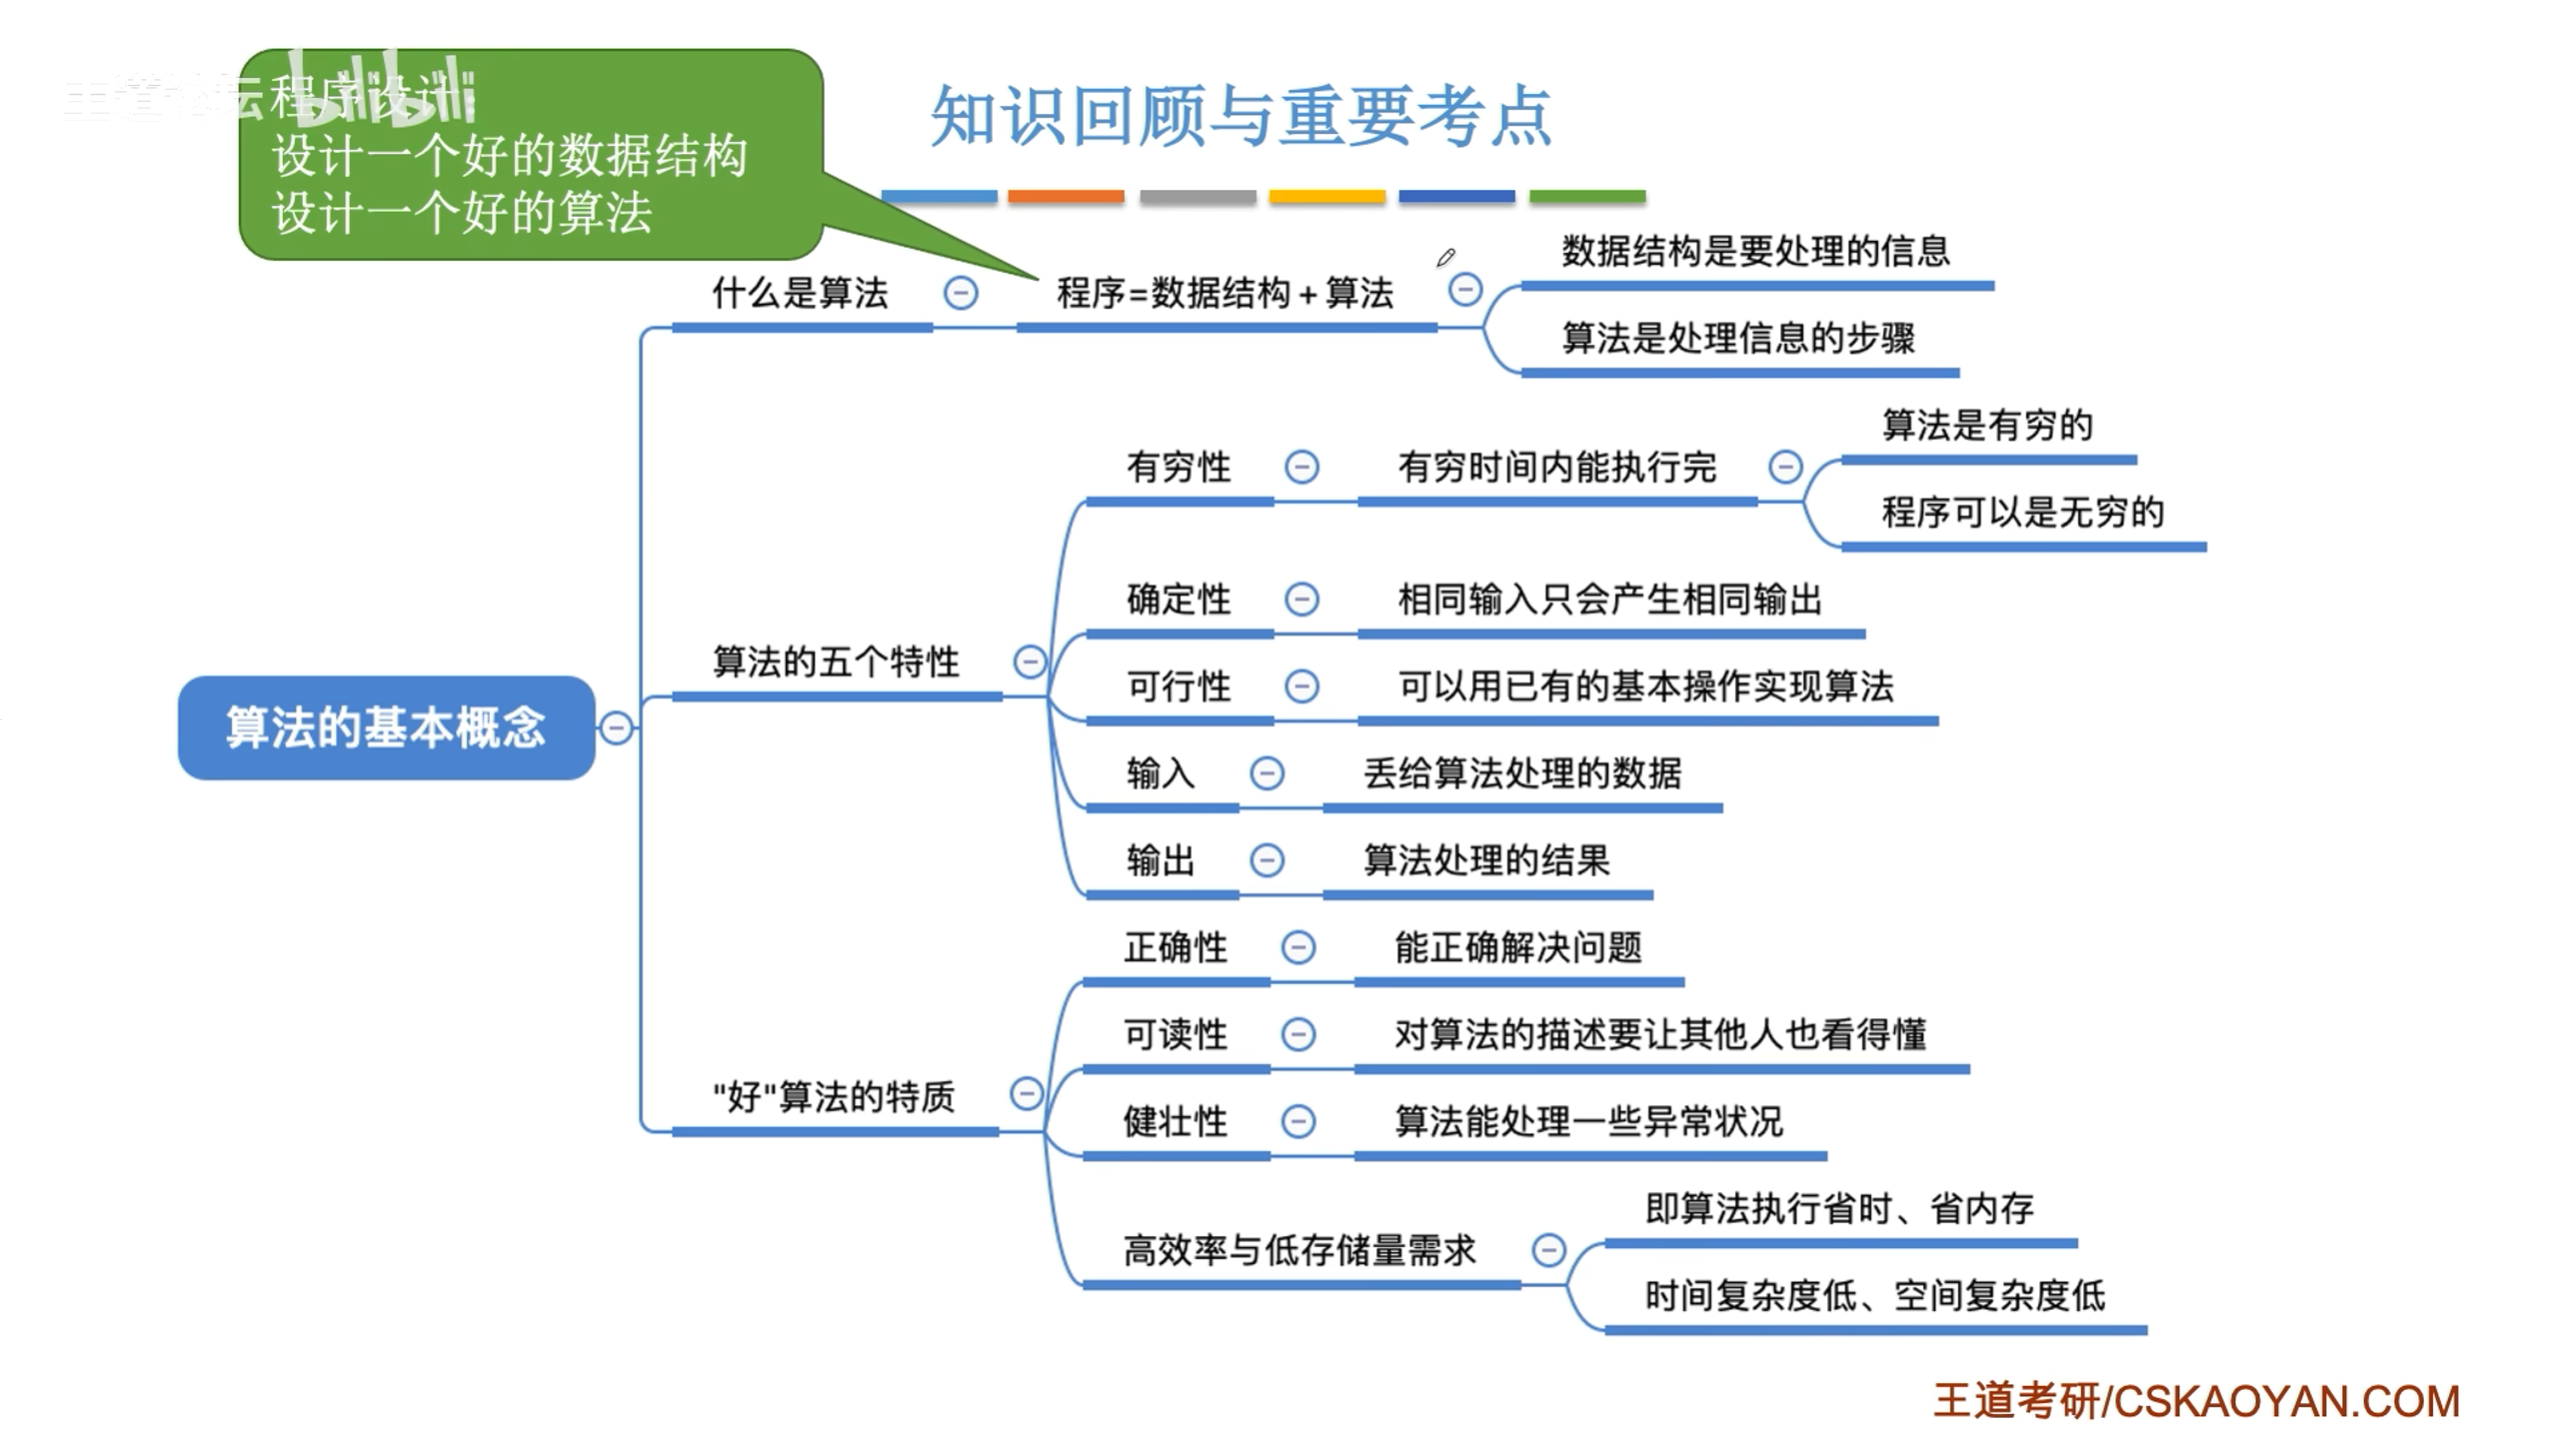 王道论坛
bilibili
程序设计:
设计一个好的数据结构
设计一个好的算法
知识回顾与重要考点
算法的基本概念
什么是算法
程序=数据结构+算法
数据结构是要处理的信息
算法是处理信息的步骤
算法的五个特性
有穷性
有穷时间内能执行完
算法是有穷的
程序可以是无穷的
确定性
相同输入只会产生相同输出
可行性
可以用已有的基本操作实现算法
输入
丢给算法处理的数据
输出
算法处理的结果
"好"算法的特质
正确性
能正确解决问题
可读性
对算法的描述要让其他人也看得懂
健壮性
算法能处理一些异常状况
高效率与低存储量需求
即算法执行省时、省内存
时间复杂度低、空间复杂度低
王道考研/CSKAOYAN.COM